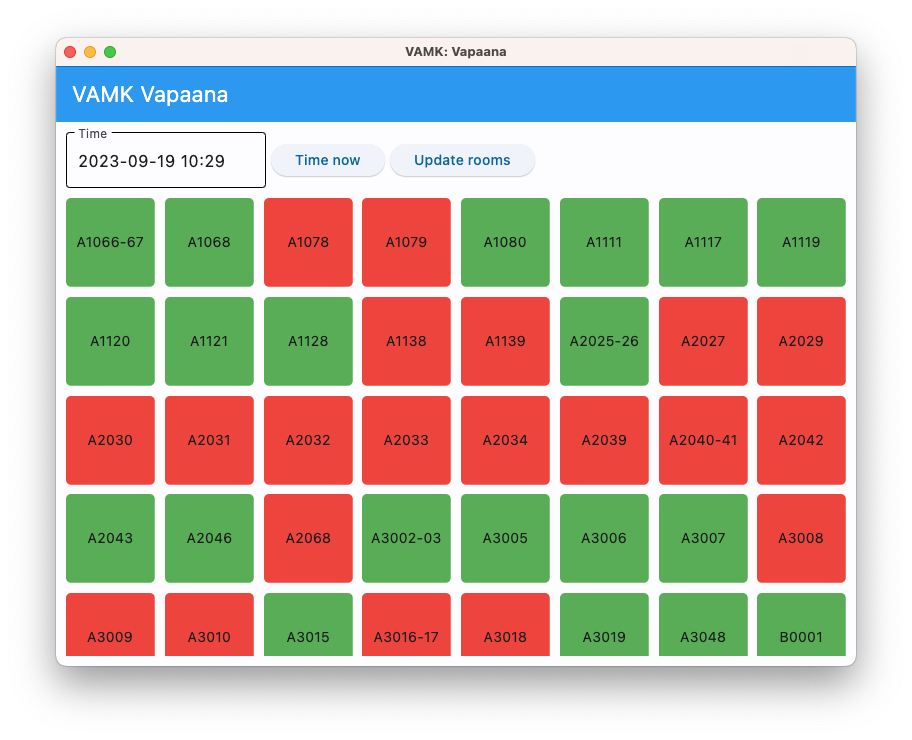 VAMK: Vapaana
VAMK Vapaana
Time
2023-09-19 10:29
Time now
Update rooms
A1066-67 A1068 A1078 A1079 A1080 A1111 A1117 A1119
A1120 A1121 A1128 A1138 A1139 A2025-26 A2027 A2029
A2030 A2031 A2032 A2033 A2034 A2039 A2040-41 A2042
A2043 A2046 A2068 A3002-03 A3005 A3006 A3007 A3008
A3009 A3010 A3015 A3016-17 A3018 A3019 A3048 B0001